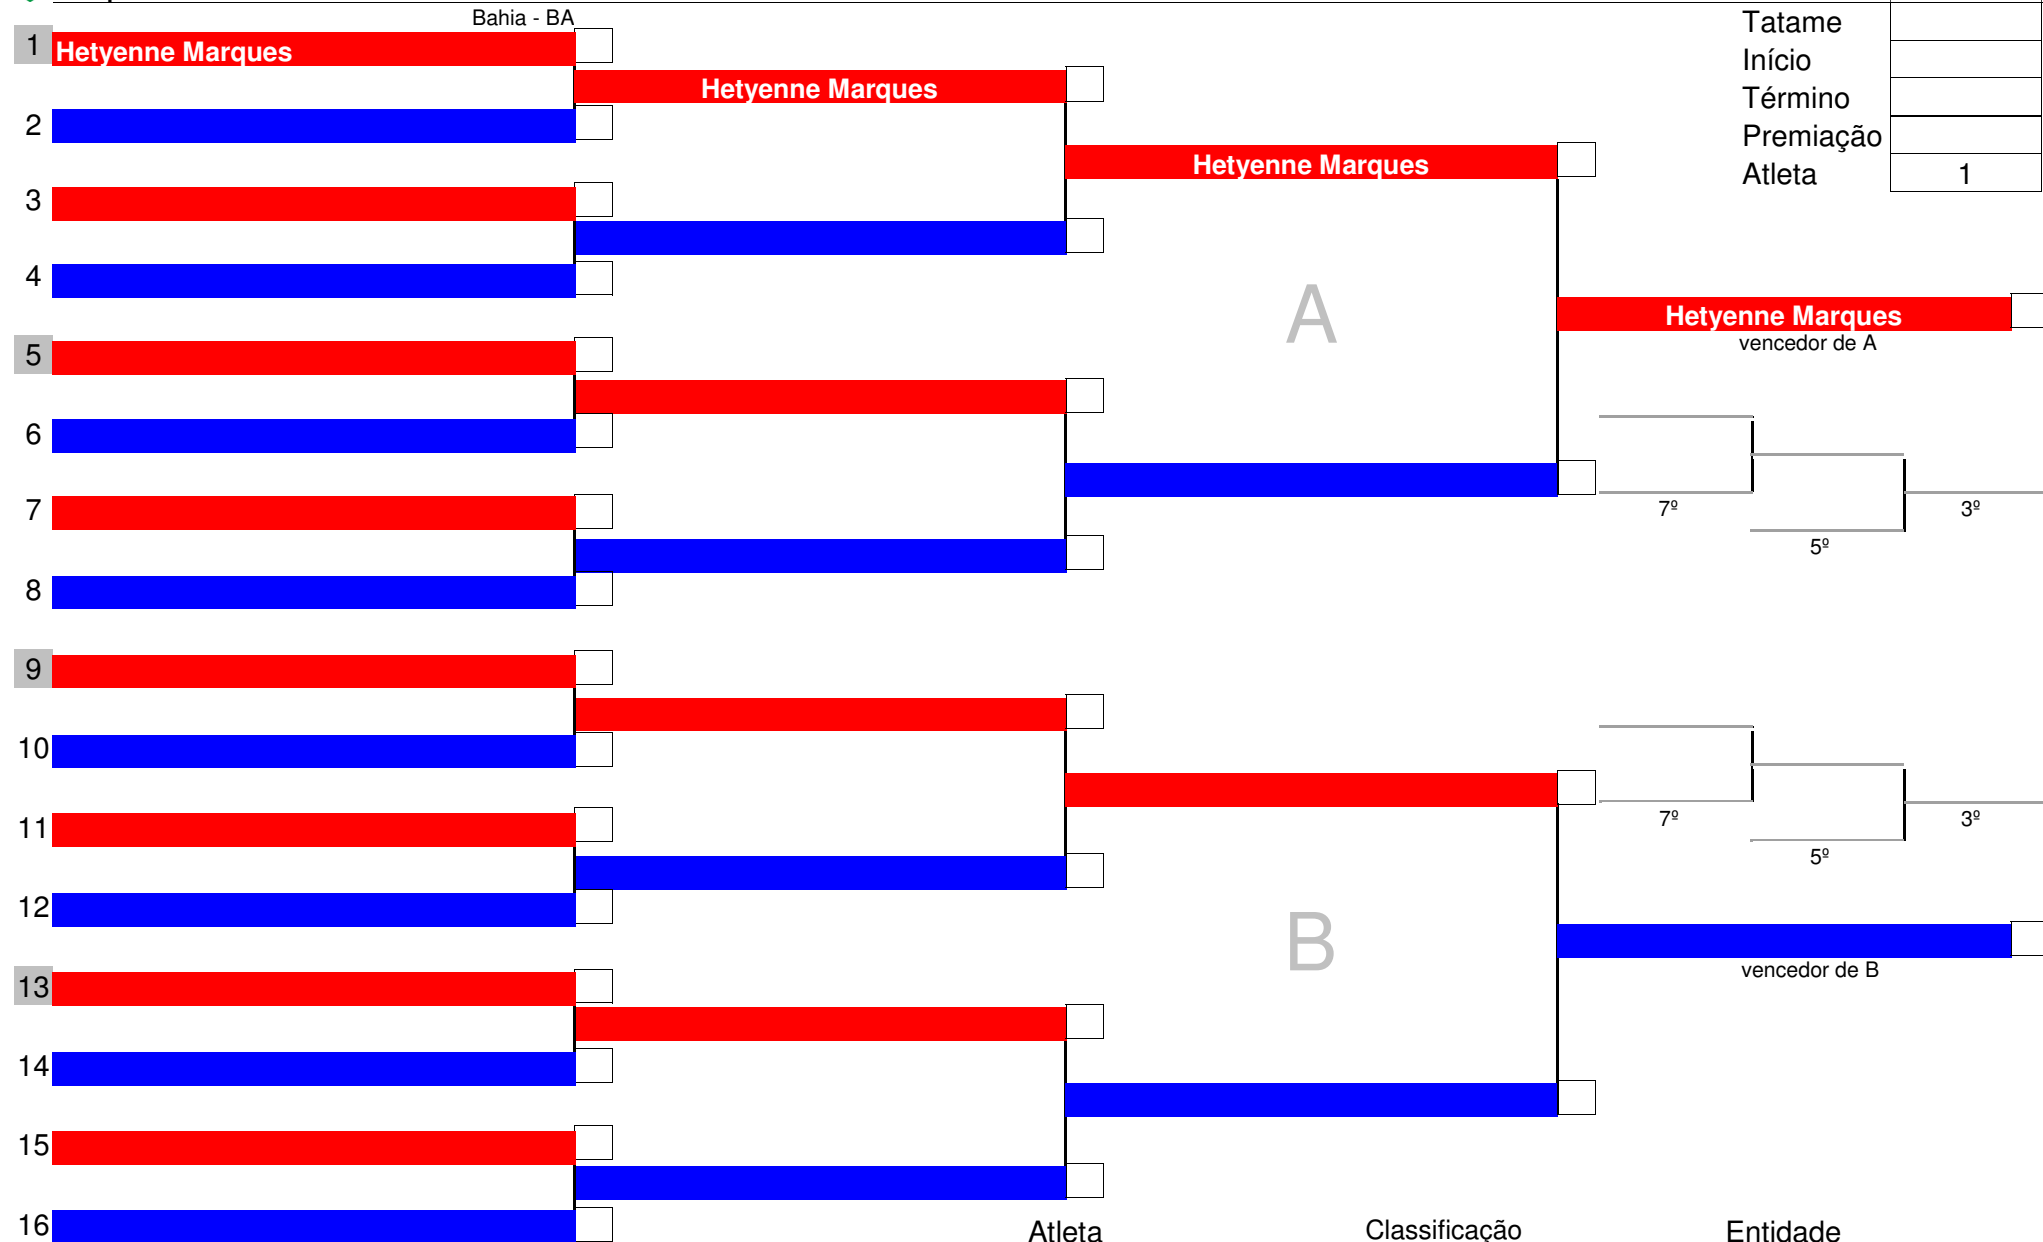 Bahia - BA
Tatame
1 Hetyenne Marques
Início
Hetyenne Marques
Término
2
Premiação
Hetyenne Marques
Atleta 1
3
4
Hetyenne Marques
vencedor de A
A
5
6
7
7º 3º
5º
8
9
10
11
7º 3º
5º
12
B
vencedor de B
13
14
15
16
Atleta Classificação Entidade